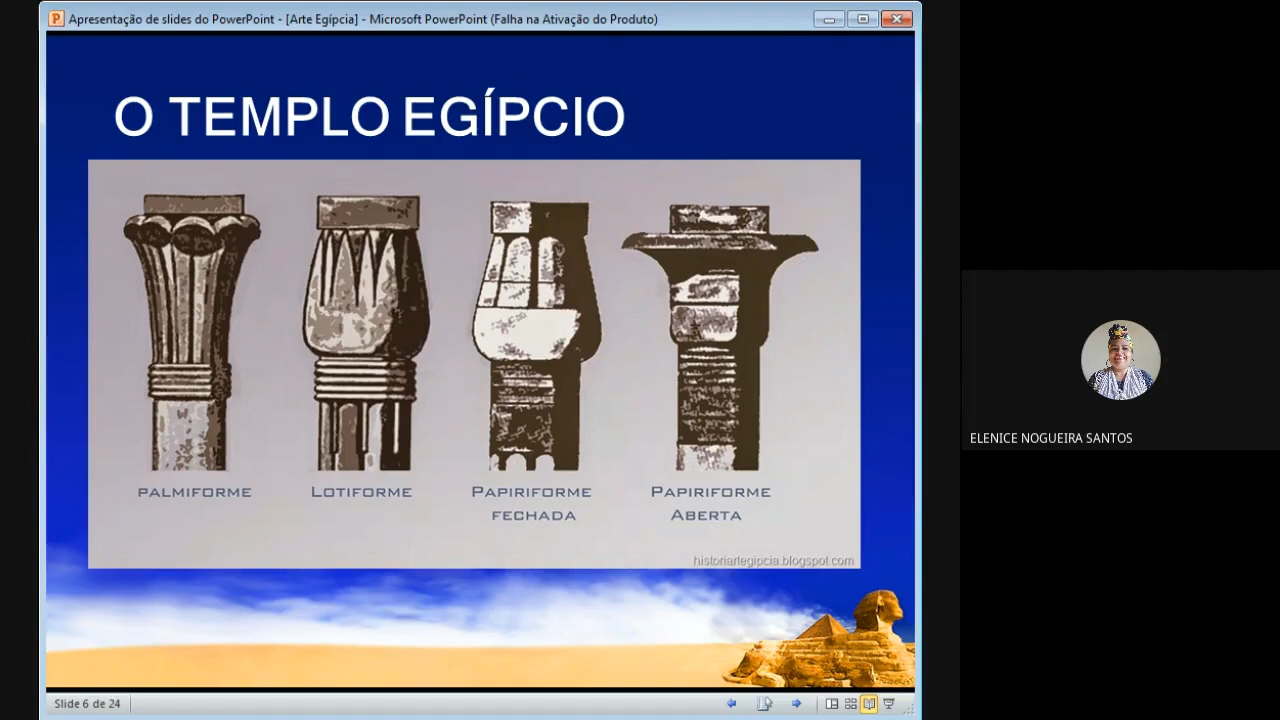 Apresentação de slides do PowerPoint - [Arte Egípcia] - Microsoft PowerPoint (Falha na Ativação do Produto)
O TEMPLO EGÍPCIO
PALMIFORME
LOTIFORME
PAPIRIFORME
FECHADA
PAPIRIFORME
ABERTA
historiartegipcia.blogspot.com
ELENICE NOGUEIRA SANTOS
Slide 6 de 24